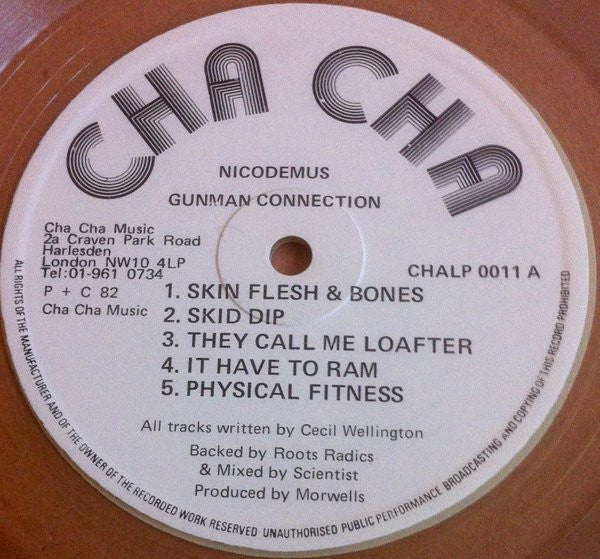 CHA CHA
NICODEMUS
GUNMAN CONNECTION
Cha Cha Music
2a Craven Park Road
Harlesden
London NW10 4LP
Tel:01-961 0734
P + C 82
Cha Cha Music
CHALP 0011 A
1. SKIN FLESH & BONES
2. SKID DIP
3. THEY CALL ME LOAFTER
4. IT HAVE TO RAM
5. PHYSICAL FITNESS
All tracks written by Cecil Wellington
Backed by Roots Radics
& Mixed by Scientist
Produced by Morwells
ALL RIGHTS OF THE MANUFACTURER AND OF THE OWNER OF THE RECORDED WORK RESERVED · UNAUTHORISED PUBLIC PERFORMANCE BROADCASTING AND COPYING OF THIS RECORD PROHIBITED